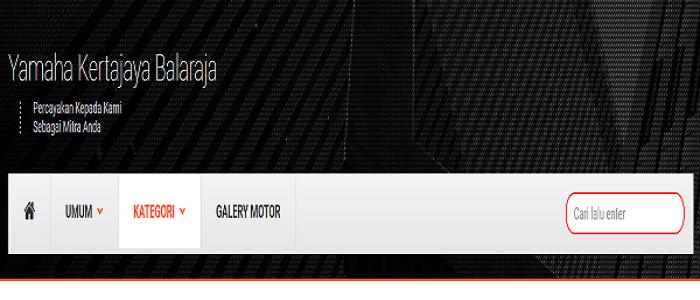 Yamaha Kertajaya Balaraja
Percayakan Kepada Kami
Sebagai Mitra Anda
UMUM KATEGORI GALERY MOTOR Cari lalu enter